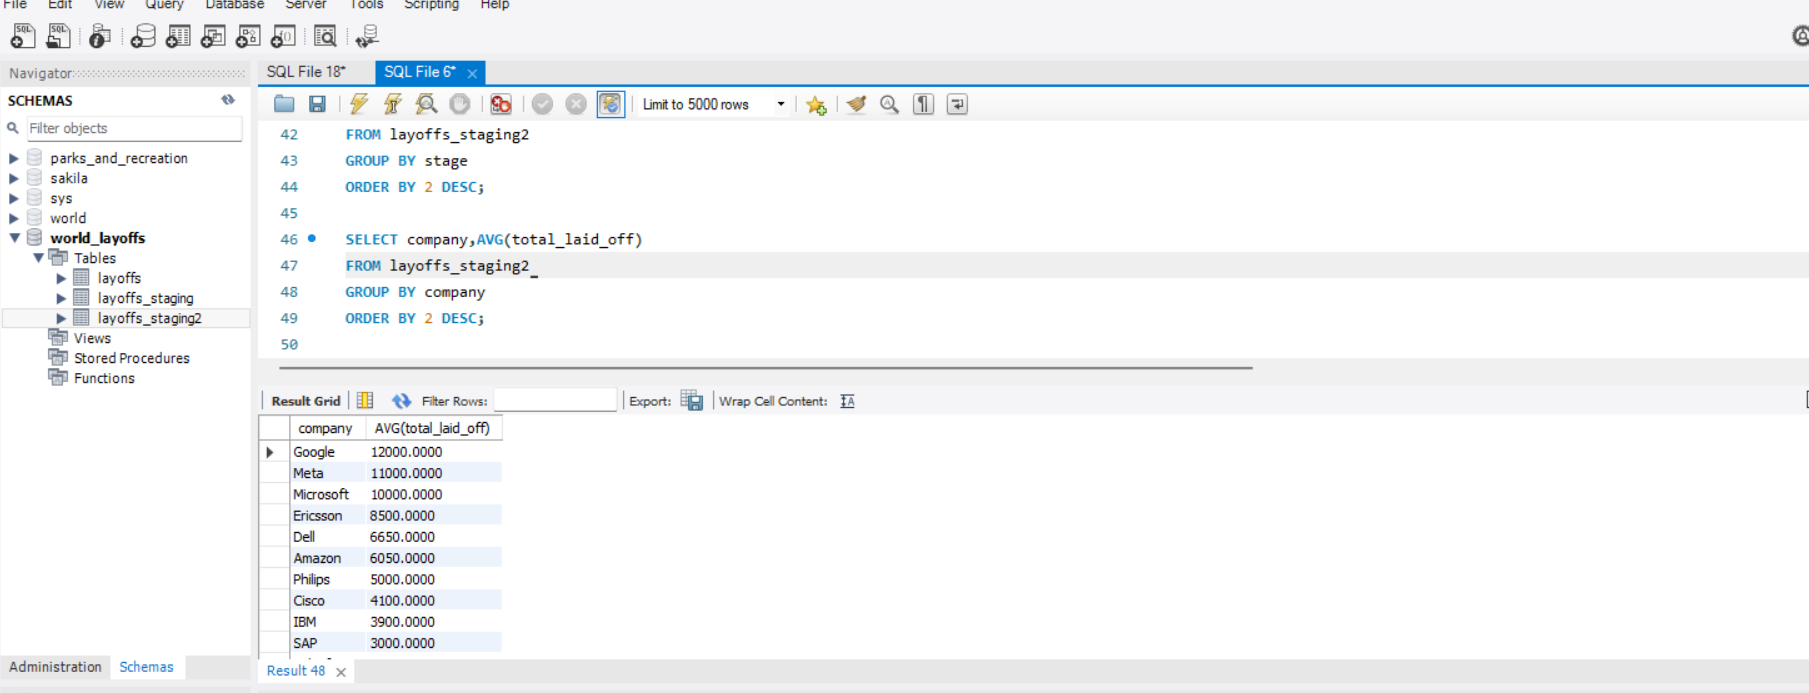 File Edit View Query Database Server Tools Scripting Help
SQL SQL
Navigator
SQL File 18*
SQL File 6*
SCHEMAS
Limit to 5000 rows
Filter objects
parks_and_recreation
sakila
sys
world
world_layoffs
Tables
layoffs
layoffs_staging
layoffs_staging2
Views
Stored Procedures
Functions
Administration Schemas
42 FROM layoffs_staging2
43 GROUP BY stage
44 ORDER BY 2 DESC;
45
46 SELECT company,AVG(total_laid_off)
47 FROM layoffs_staging2
48 GROUP BY company
49 ORDER BY 2 DESC;
50
Result Grid Filter Rows: Export: Wrap Cell Content: IA
company AVG(total_laid_off)
Google 12000.0000
Meta 11000.0000
Microsoft 10000.0000
Ericsson 8500.0000
Dell 6650.0000
Amazon 6050.0000
Philips 5000.0000
Cisco 4100.0000
IBM 3900.0000
SAP 3000.0000
Result 48